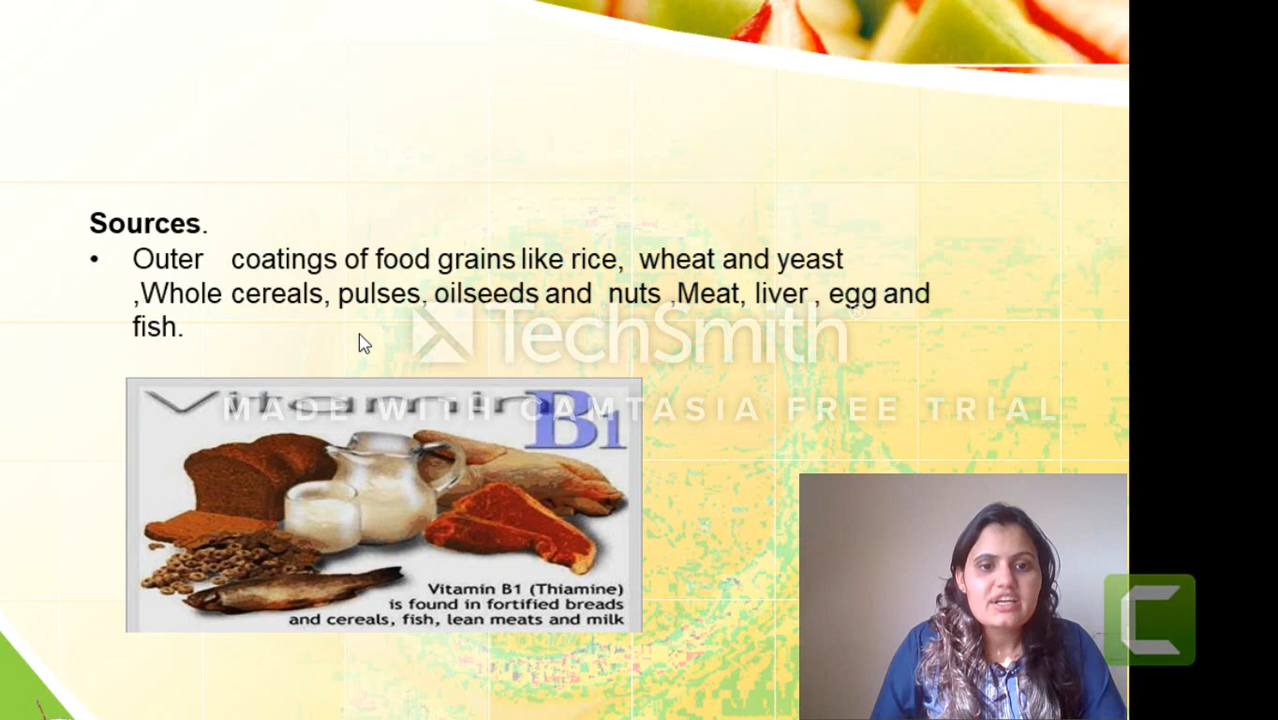 Sources.
• Outer coatings of food grains like rice, wheat and yeast
,Whole cereals, pulses, oilseeds and nuts ,Meat, liver , egg and
fish.
TechSmith®
MADE WITH CAMTASIA FREE TRIAL
Vitamin B1
Vitamin B1 (Thiamine)
is found in fortified breads
and cereals, fish, lean meats and milk